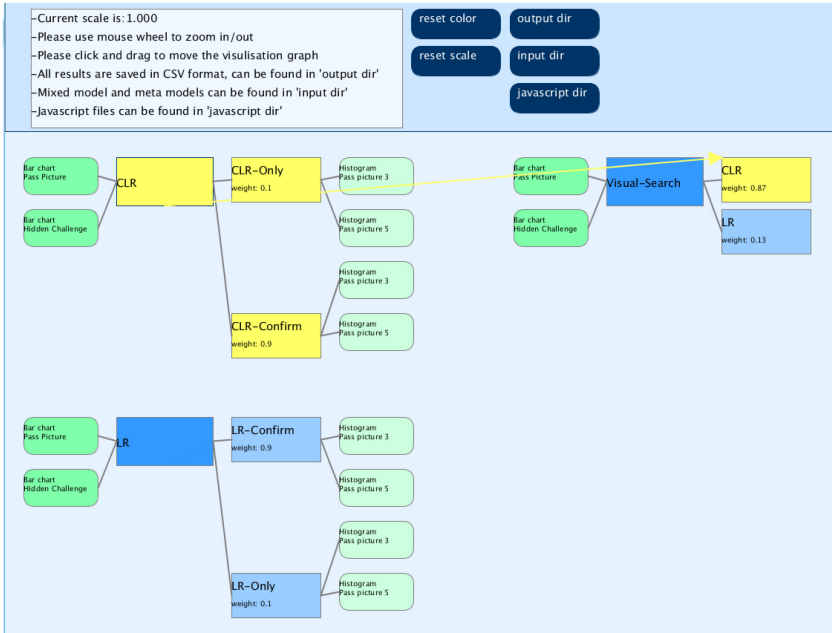 -Current scale is:1.000
-Please use mouse wheel to zoom in/out
-Please click and drag to move the visulisation graph
-All results are saved in CSV format, can be found in 'output dir'
-Mixed model and meta models can be found in 'input dir'
-Javascript files can be found in 'javascript dir'
reset color
output dir
reset scale
input dir
javascript dir
Bar chart
Pass Picture
Bar chart
Hidden Challenge
CLR
CLR-Only
weight: 0.1
Histogram
Pass picture 3
Histogram
Pass picture 5
CLR-Confirm
weight: 0.9
Histogram
Pass picture 3
Histogram
Pass picture 5
Bar chart
Pass Picture
Bar chart
Hidden Challenge
Visual-Search
CLR
weight: 0.87
LR
weight: 0.13
Bar chart
Pass Picture
Bar chart
Hidden Challenge
LR
LR-Confirm
weight: 0.9
Histogram
Pass picture 3
Histogram
Pass picture 5
LR-Only
weight: 0.1
Histogram
Pass picture 3
Histogram
Pass picture 5